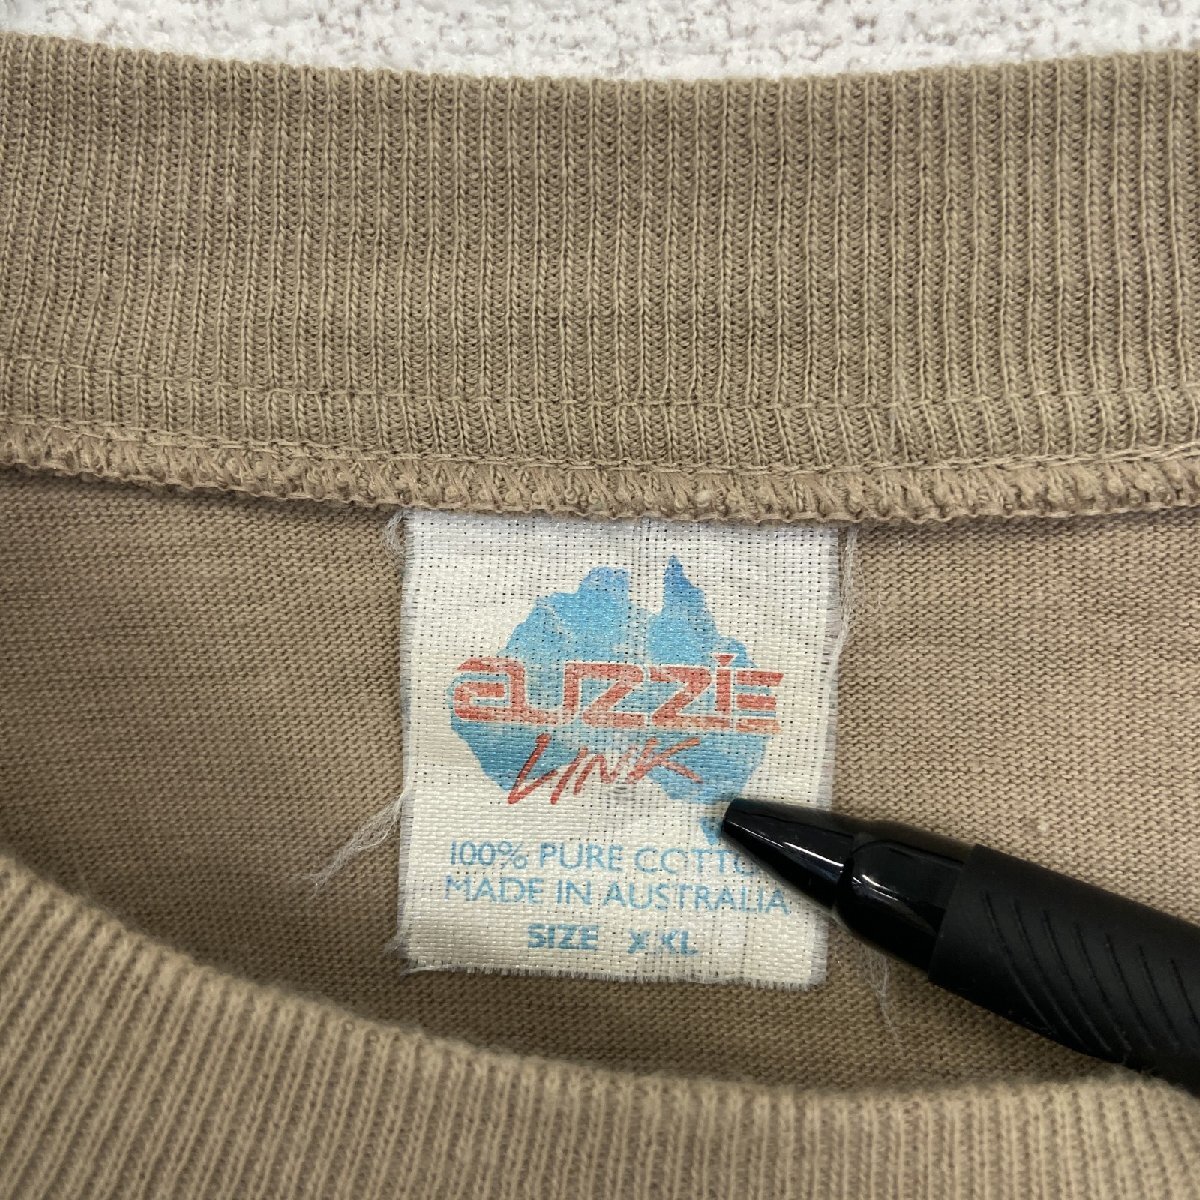 auzzie
LINK
100% PURE COTTON
MADE IN AUSTRALIA
SIZE XXL